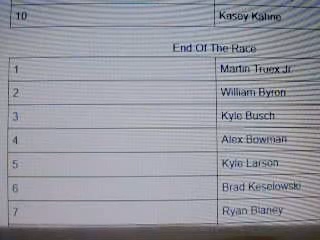 10 Kasey Kahne
End Of The Race
1 Martin Truex Jr.
2 William Byron
3 Kyle Busch
4 Alex Bowman
5 Kyle Larson
6 Brad Keselowski
7 Ryan Blaney